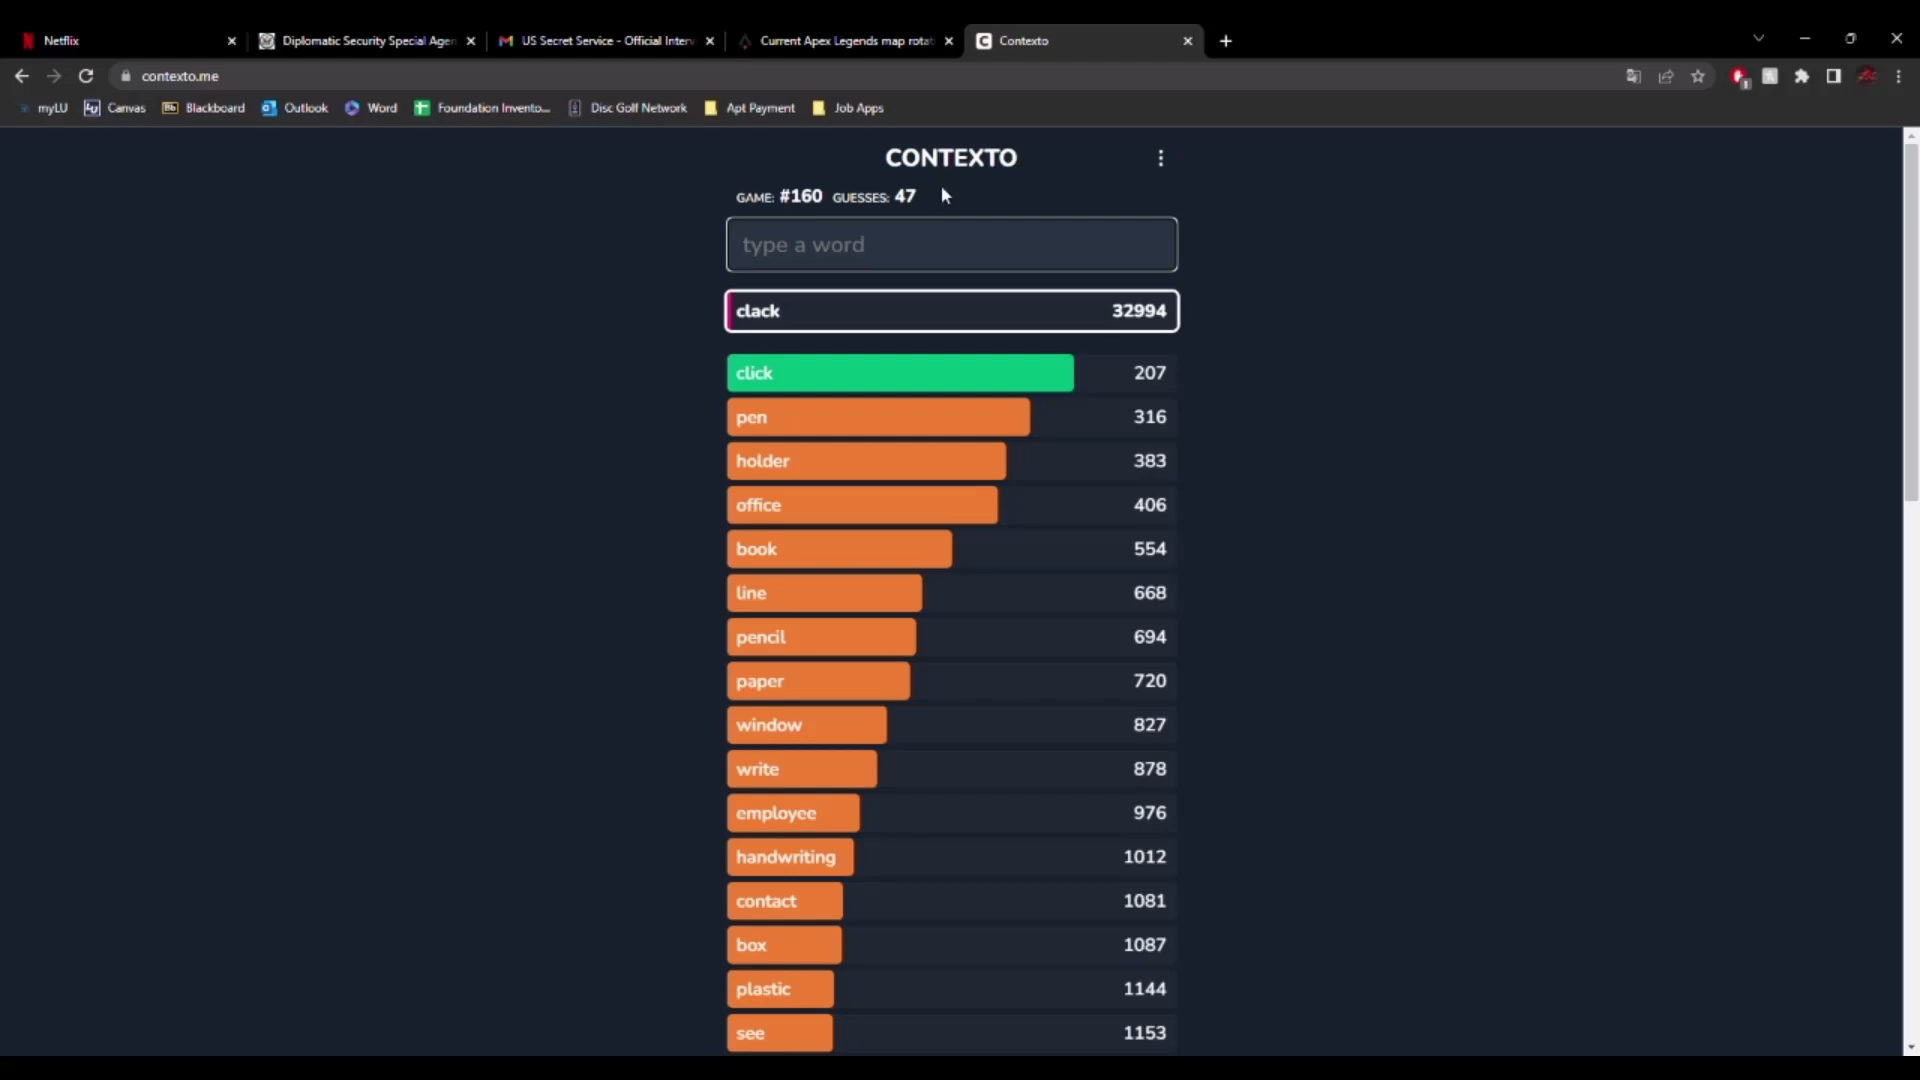 Netflix
Diplomatic Security Special Agen
US Secret Service - Official Interv
Current Apex Legends map rotat
Contexto
contexto.me
myLU
Canvas
Bb Blackboard
Outlook
Word
Foundation Invento...
Disc Golf Network
Apt Payment
Job Apps
CONTEXTO
GAME: #160 GUESSES: 47
type a word
clack 32994
click 207
pen 316
holder 383
office 406
book 554
line 668
pencil 694
paper 720
window 827
write 878
employee 976
handwriting 1012
contact 1081
box 1087
plastic 1144
see 1153